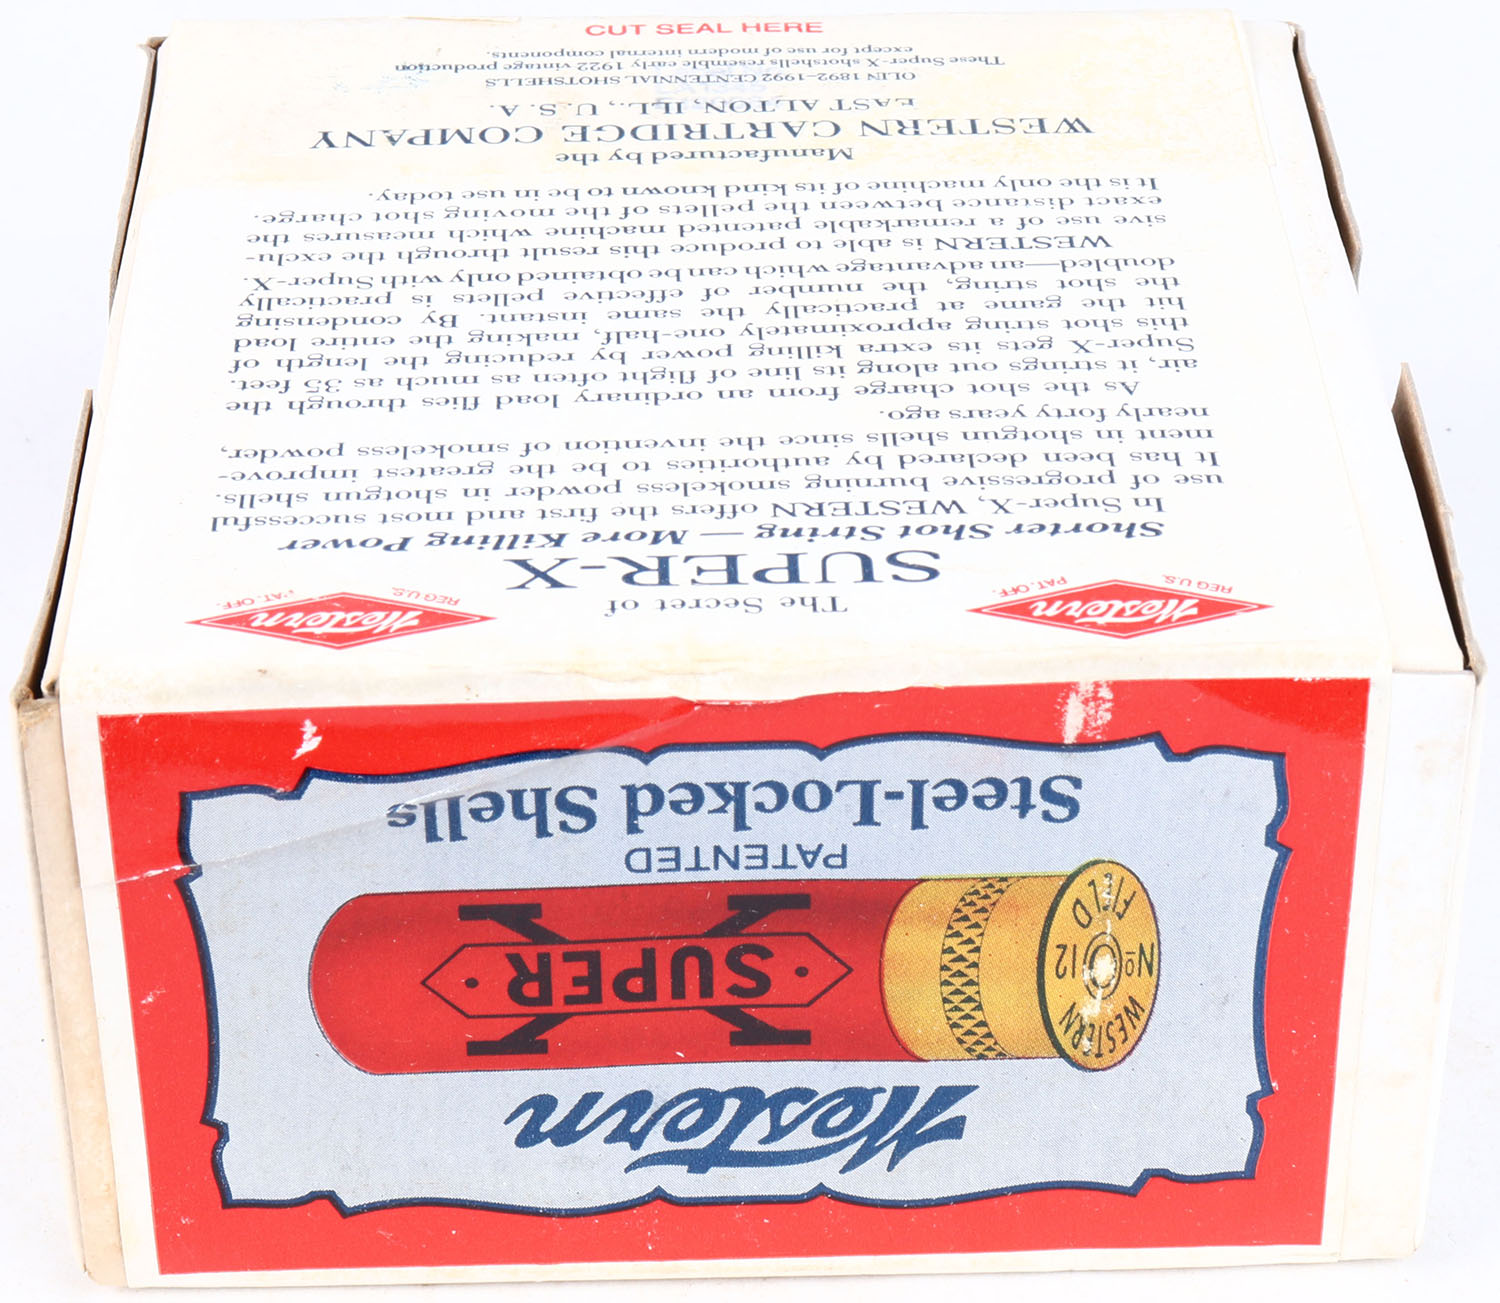 Western
WESTERN
No 12
FIELD
SUPER
X
PATENTED
Steel-Locked Shells
Western
REG U.S. PAT. OFF.
Western
REG U.S. PAT. OFF.
The Secret of
SUPER-X
Shorter Shot String — More Killing Power
In Super-X, WESTERN offers the first and most successful
use of progressive burning smokeless powder in shotgun shells.
It has been declared by authorities to be the greatest improve-
ment in shotgun shells since the invention of smokeless powder,
nearly forty years ago.
As the shot charge from an ordinary load flies through the
air, it strings out along its line of flight often as much as 35 feet.
Super-X gets its extra killing power by reducing the length of
this shot string approximately one-half, making the entire load
hit the game at practically the same instant. By condensing
the shot string, the number of effective pellets is practically
doubled—an advantage which can be obtained only with Super-X.
WESTERN is able to produce this result through the exclu-
sive use of a remarkable patented machine which measures the
exact distance between the pellets of the moving shot charge.
It is the only machine of its kind known to be in use today.
Manufactured by the
WESTERN CARTRIDGE COMPANY
EAST ALTON, ILL., U. S. A.
OLIN 1892-1992 CENTENNIAL SHOTSHELLS
These Super-X shotshells resemble early 1922 vintage production
except for use of modern internal components.
CUT SEAL HERE